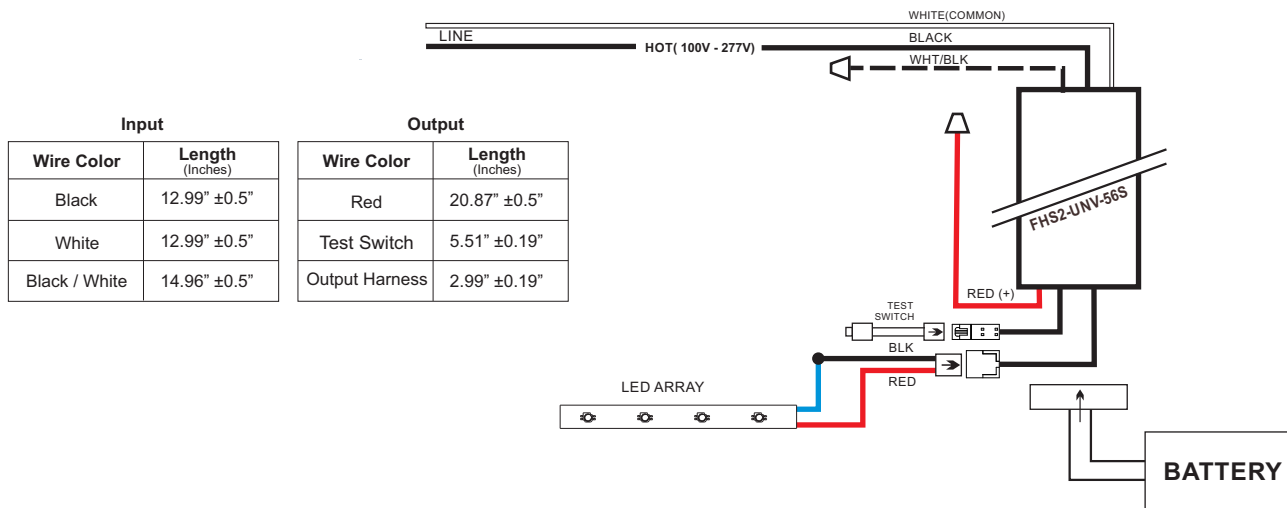 WHITE(COMMON)
LINE
HOT( 100V - 277V)
BLACK
WHT/BLK
Input
Wire Color
Length
(Inches)
Black
12.99” ±0.5”
White
12.99” ±0.5”
Black / White
14.96” ±0.5”
Output
Wire Color
Length
(Inches)
Red
20.87” ±0.5”
Test Switch
5.51” ±0.19”
Output Harness
2.99” ±0.19”
FHS2-UNV-56S
RED (+)
TEST
SWITCH
BLK
RED
LED ARRAY
BATTERY